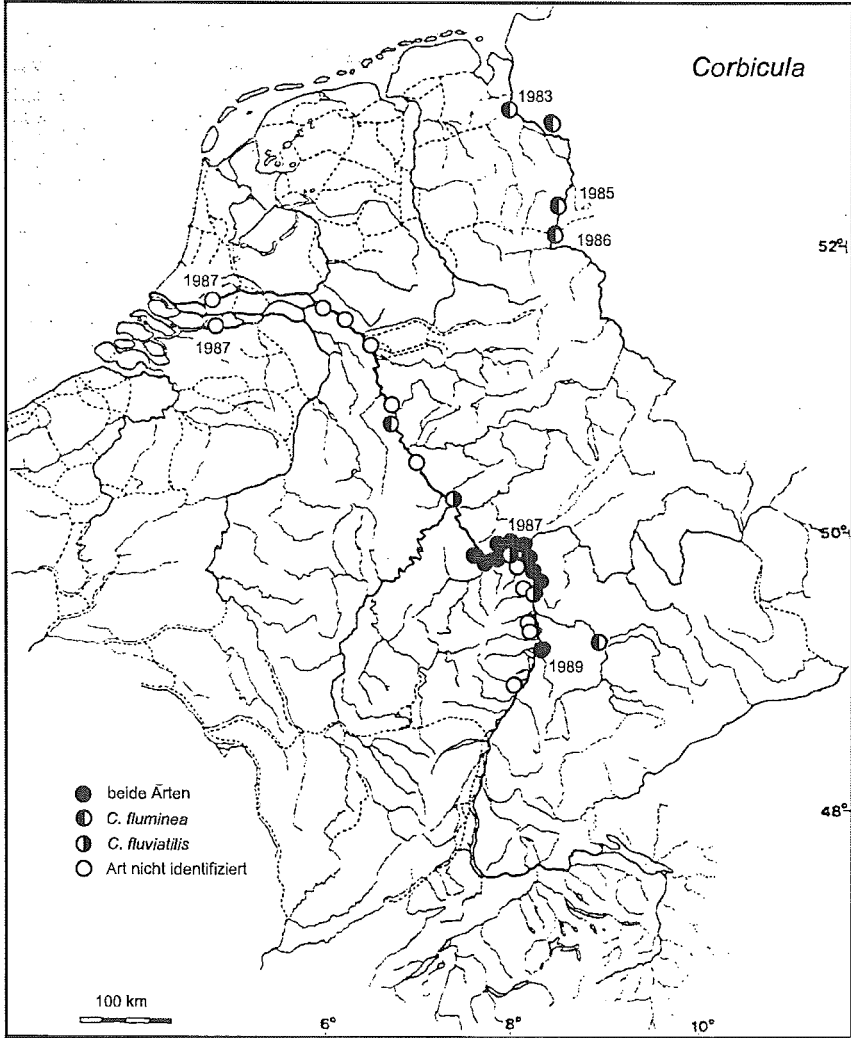 Corbicula
1983
1985
1986
52°
1987
1987
1987
50°
1989
48°
beide Ārten
C. fluminea
C. fluviatilis
Art nicht identifiziert
100 km
6°
8°
10°